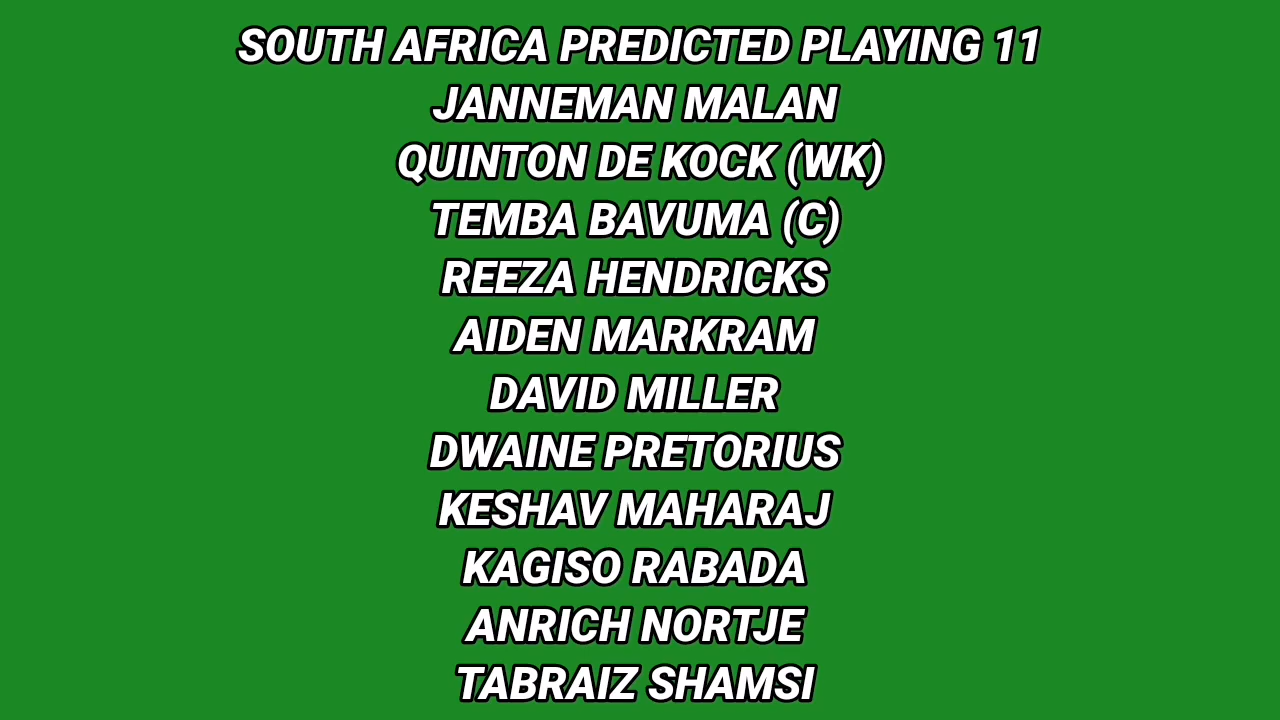 SOUTH AFRICA PREDICTED PLAYING 11
JANNEMAN MALAN
QUINTON DE KOCK (WK)
TEMBA BAVUMA (C)
REEZA HENDRICKS
AIDEN MARKRAM
DAVID MILLER
DWAINE PRETORIUS
KESHAV MAHARAJ
KAGISO RABADA
ANRICH NORTJE
TABRAIZ SHAMSI